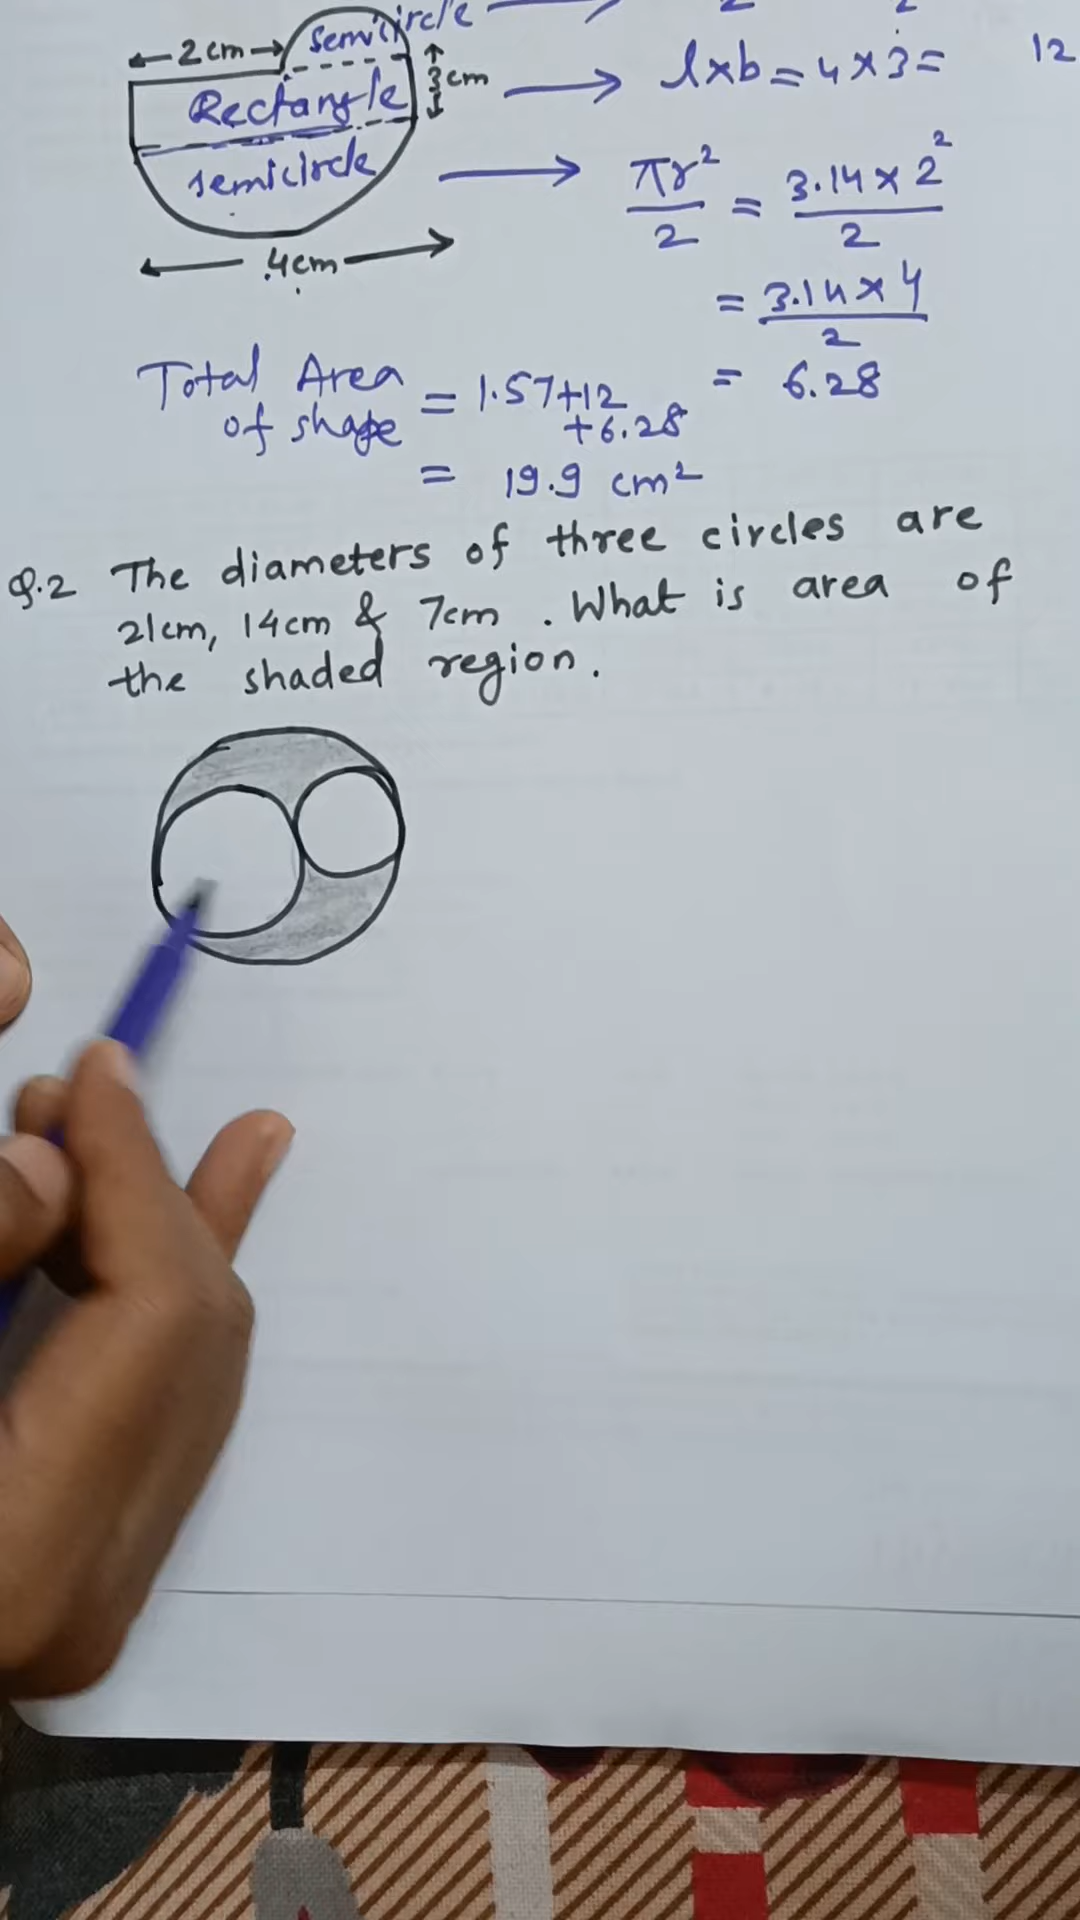 semicircle
← 2cm →
3cm
Rectangle
l×b = 4×3 = 12
semicircle
πr²/2 = 3.14×2²/2
4cm
= 3.14×4/2
= 6.28
Total Area of shape = 1.57+12+6.28
= 19.9 cm²
Q.2 The diameters of three circles are
21cm, 14cm & 7cm. What is area of
the shaded region.